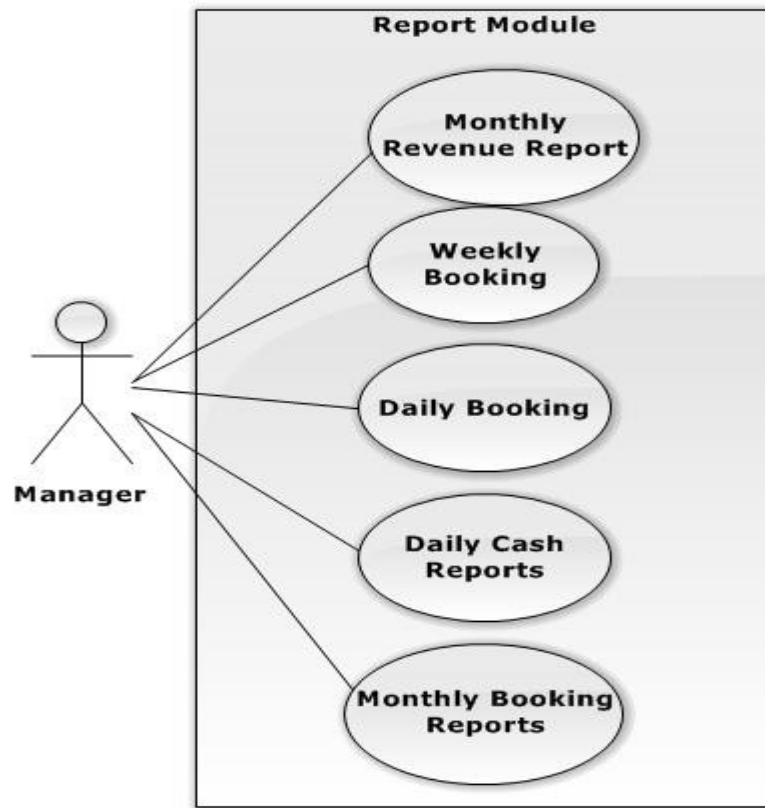 Report Module
Monthly
Revenue Report
Weekly
Booking
Daily Booking
Manager
Daily Cash
Reports
Monthly Booking
Reports